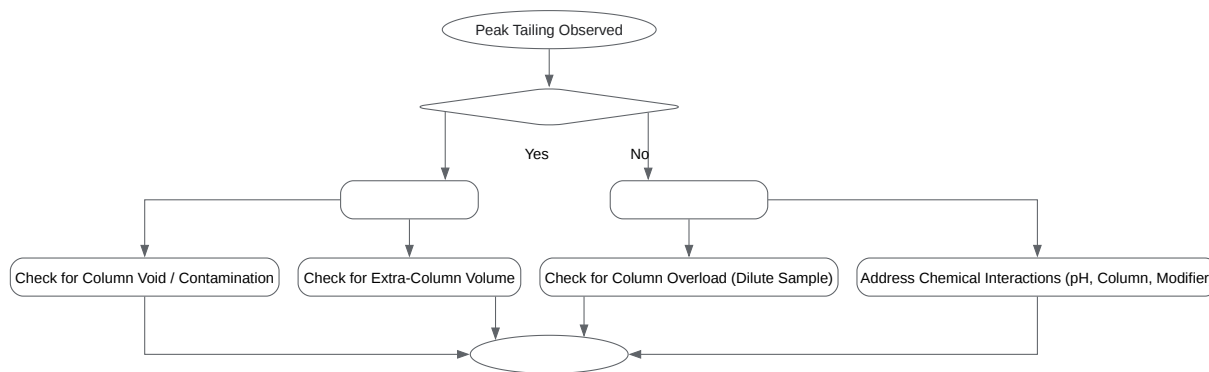 Peak Tailing Observed
Yes
No
Check for Column Void / Contamination
Check for Extra-Column Volume
Check for Column Overload (Dilute Sample)
Address Chemical Interactions (pH, Column, Modifier